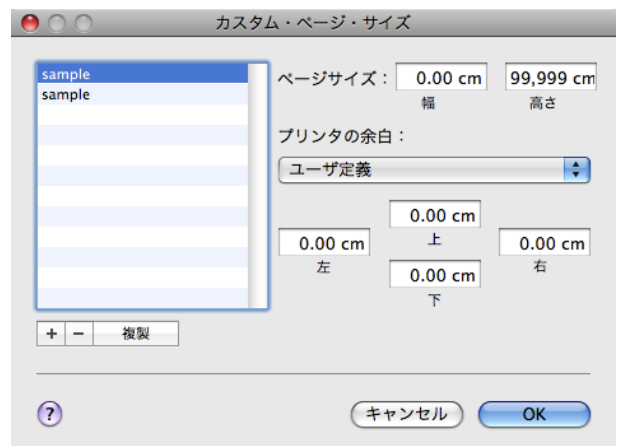 カスタム・ページ・サイズ
sample
sample
ページサイズ： 0.00 cm 99,999 cm
幅 高さ
プリンタの余白：
ユーザ定義
0.00 cm
上
0.00 cm 0.00 cm
左 右
0.00 cm
下
+ − 複製
? キャンセル OK